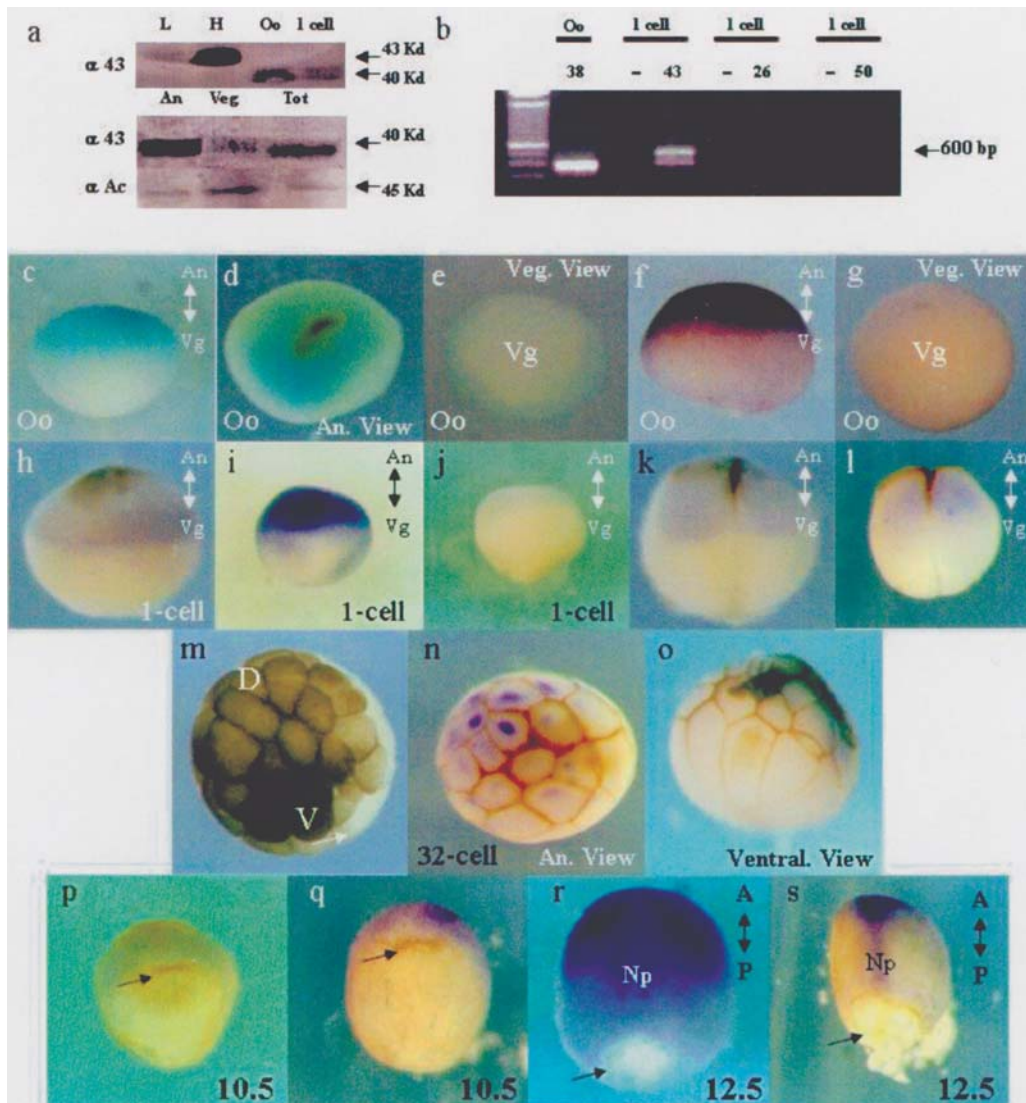 a
L H Oo 1 cell
α 43
43 Kd
40 Kd
An Veg Tot
α 43
40 Kd
α Ac
45 Kd
b
Oo 1 cell 1 cell 1 cell
38 - 43 - 26 - 50
600 bp
c An Vg Oo
d Oo An. View
e Veg. View Vg Oo
f An Vg Oo
g Veg. View Vg Oo
h An Vg 1-cell
i An Vg 1-cell
j An Vg 1-cell
k An Vg
l An Vg
m D V
n 32-cell An. View
o Ventral. View
p 10.5
q 10.5
r A P Np 12.5
s A P Np 12.5